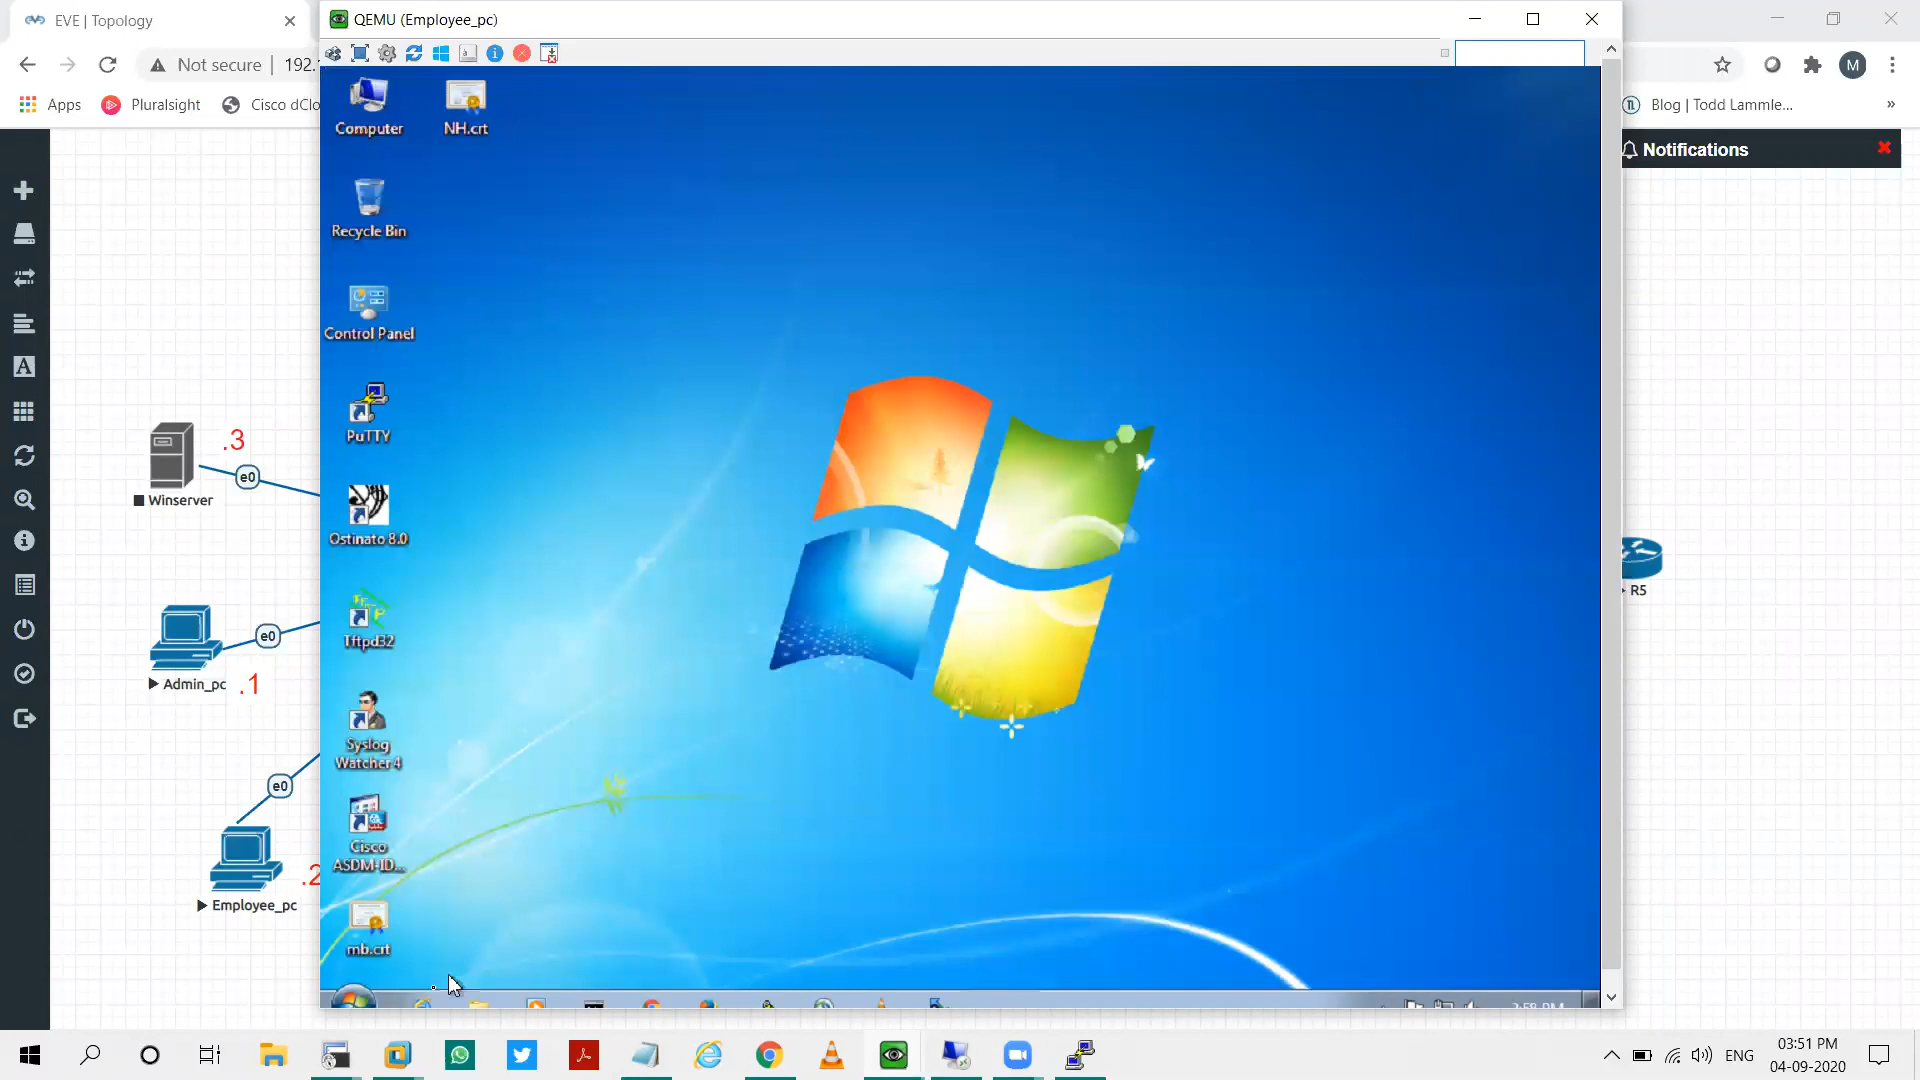 EVE | Topology
QEMU (Employee_pc)
Not secure
192.
M
Apps
Pluralsight
Cisco dClo
Blog | Todd Lammle...
»
Notifications
Computer
NH.crt
Recycle Bin
Control Panel
PuTTY
Ostinato 8.0
Tftpd32
Syslog
Watcher 4
Cisco
ASDM-ID...
mb.crt
.3
e0
Winserver
e0
Admin_pc
.1
e0
.2
Employee_pc
R5
ENG
03:51 PM
04-09-2020